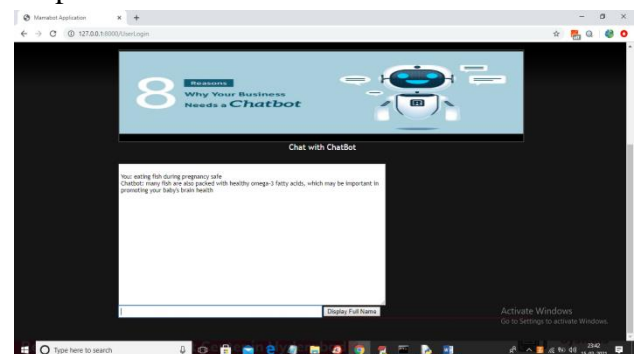 Mamabot Application
127.0.0.1:8000/UserLogin
8 Reasons
Why Your Business
Needs a Chatbot
Chat with ChatBot
You: eating fish during pregnancy safe
Chatbot: many fish are also packed with healthy omega-3 fatty acids, which may be important in
promoting your baby's brain health
Display Full Name
Activate Windows
Go to Settings to activate Windows.
Type here to search
23:42